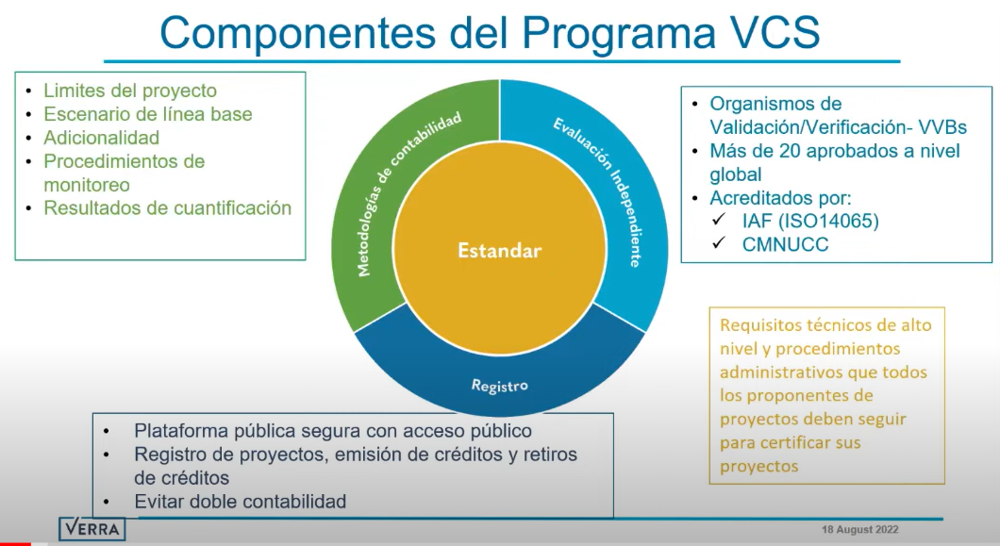 Componentes del Programa VCS
• Limites del proyecto
• Escenario de línea base
• Adicionalidad
• Procedimientos de
monitoreo
• Resultados de cuantificación
Metodologías de contabilidad
Evaluación Independiente
Estandar
Registro
• Organismos de
Validación/Verificación- VVBs
• Más de 20 aprobados a nivel
global
• Acreditados por:
✓ IAF (ISO14065)
✓ CMNUCC
Requisitos técnicos de alto
nivel y procedimientos
administrativos que todos
los proponentes de
proyectos deben seguir
para certificar sus
proyectos
• Plataforma pública segura con acceso público
• Registro de proyectos, emisión de créditos y retiros
de créditos
• Evitar doble contabilidad
VERRA
18 August 2022